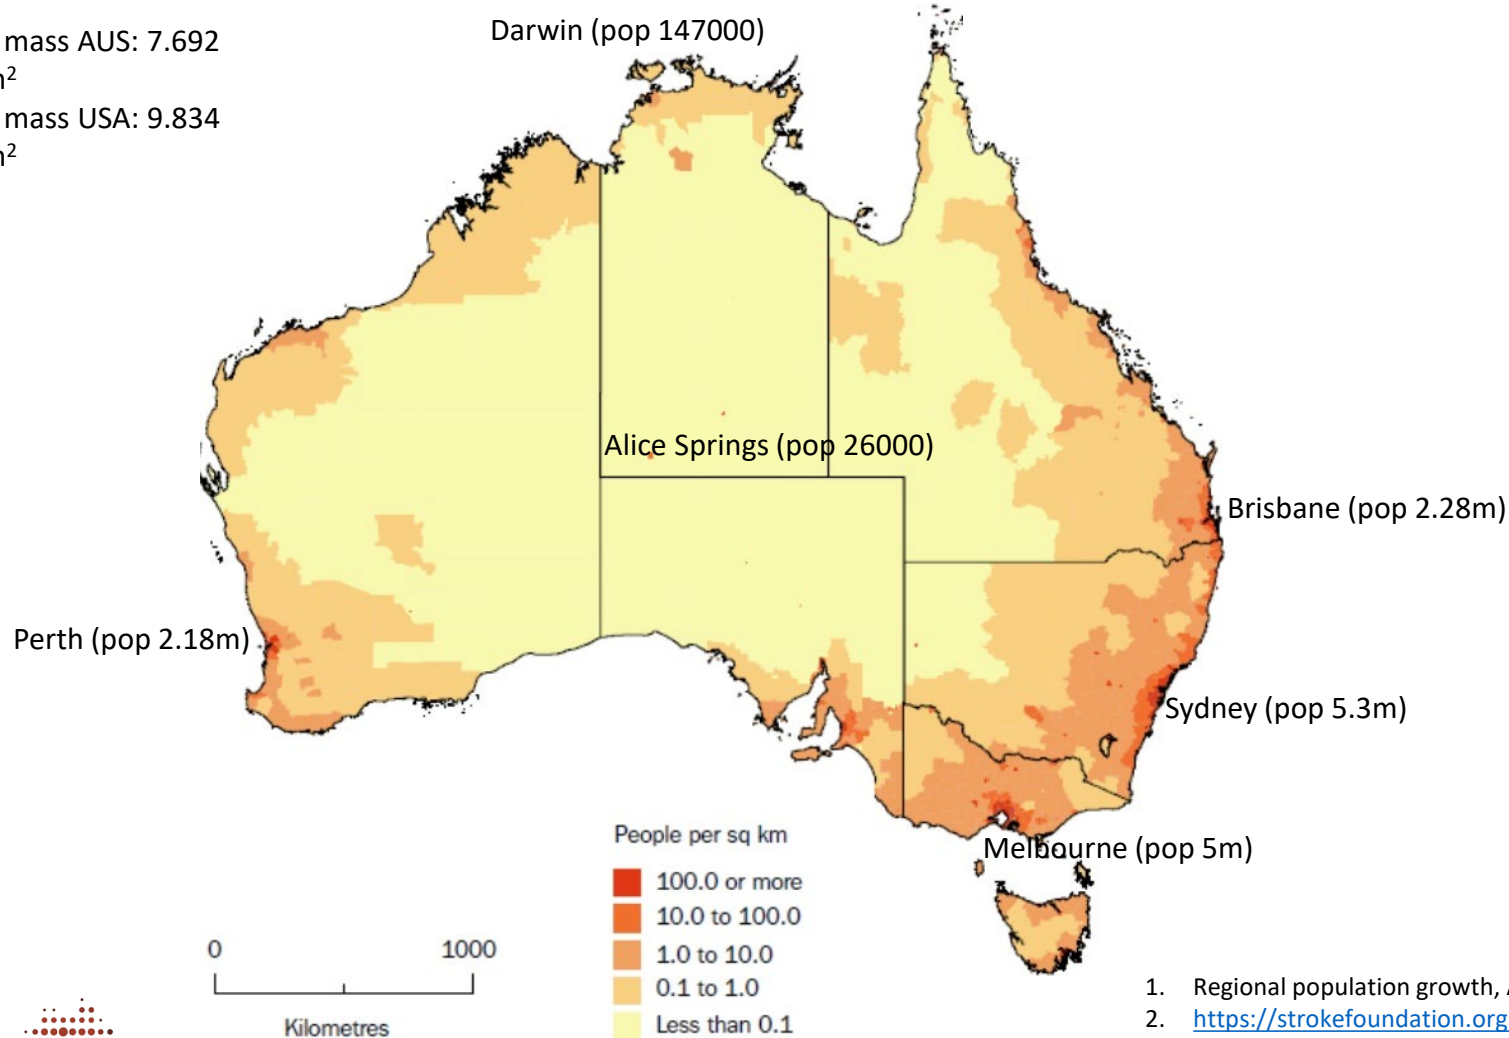 mass AUS: 7.692
m²
mass USA: 9.834
m²
Darwin (pop 147000)
Alice Springs (pop 26000)
Brisbane (pop 2.28m)
Perth (pop 2.18m)
Sydney (pop 5.3m)
Melbourne (pop 5m)
People per sq km
100.0 or more
10.0 to 100.0
1.0 to 10.0
0.1 to 1.0
Less than 0.1
0 1000
Kilometres
1. Regional population growth,
2. https://strokefoundation.org